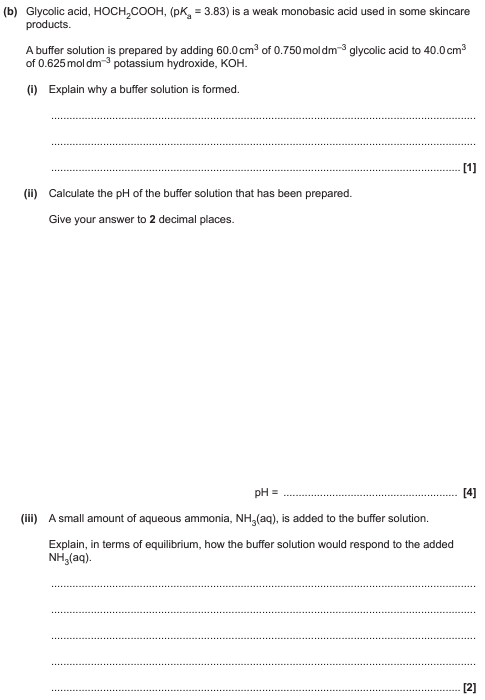 (b) Glycolic acid, HOCH₂COOH, (pKₐ = 3.83) is a weak monobasic acid used in some skincare
products.
A buffer solution is prepared by adding 60.0 cm³ of 0.750 mol dm⁻³ glycolic acid to 40.0 cm³
of 0.625 mol dm⁻³ potassium hydroxide, KOH.
(i) Explain why a buffer solution is formed.
..........................................................................................
..........................................................................................
.......................................................................................... [1]
(ii) Calculate the pH of the buffer solution that has been prepared.
Give your answer to 2 decimal places.
pH = .......................................................... [4]
(iii) A small amount of aqueous ammonia, NH₃(aq), is added to the buffer solution.
Explain, in terms of equilibrium, how the buffer solution would respond to the added
NH₃(aq).
..........................................................................................
..........................................................................................
..........................................................................................
..........................................................................................
.......................................................................................... [2]